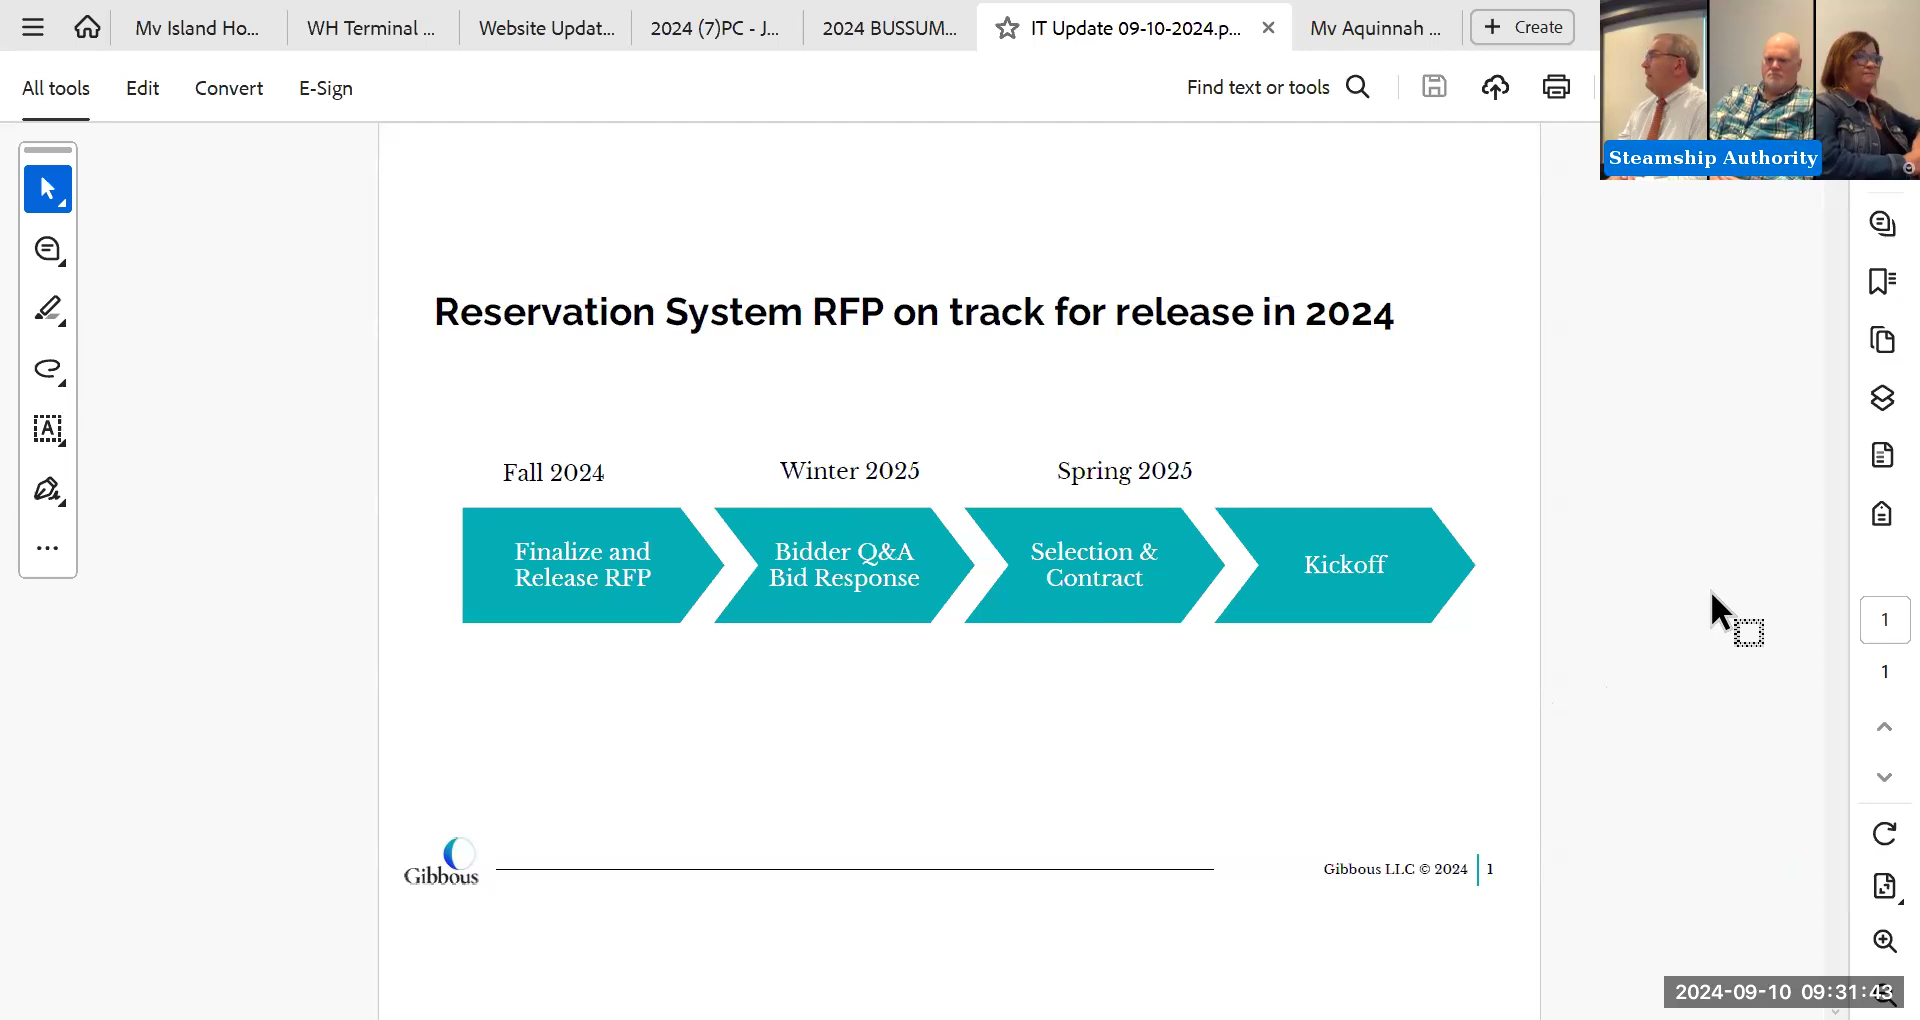 Mv Island Ho...
WH Terminal ...
Website Updat...
2024 (7)PC - J...
2024 BUSSUM...
IT Update 09-10-2024.p...
Mv Aquinnah ...
Create
All tools
Edit
Convert
E-Sign
Find text or tools
Steamship Authority
Reservation System RFP on track for release in 2024
Fall 2024
Winter 2025
Spring 2025
Finalize and
Release RFP
Bidder Q&A
Bid Response
Selection &
Contract
Kickoff
1
1
Gibbous
Gibbous LLC © 2024
1
2024-09-10 09:31:43